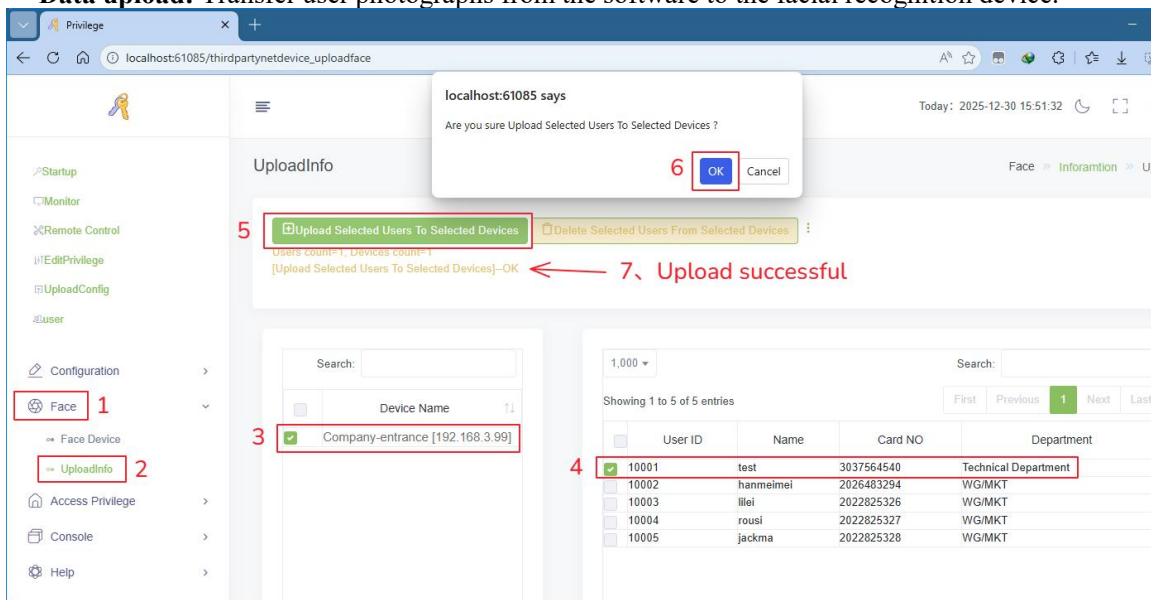 Data upload: Transfer user photographs from the software to the facial recognition device.
Privilege
localhost:61085/thirdpartynetdevice_uploadface
localhost:61085 says
Are you sure Upload Selected Users To Selected Devices ?
6
OK
Cancel
Today: 2025-12-30 15:51:32
Startup
Monitor
Remote Control
EditPrivilege
UploadConfig
user
Configuration
Face
1
Face Device
UploadInfo
2
Access Privilege
Console
Help
UploadInfo
Face » Inforamtion » U
5
Upload Selected Users To Selected Devices
Delete Selected Users From Selected Devices
Users count=1, Devices count=1
[Upload Selected Users To Selected Devices]--OK
7、Upload successful
Search:
Device Name
3
Company-entrance [192.168.3.99]
1,000
Search:
Showing 1 to 5 of 5 entries
First Previous 1 Next Last
User ID Name Card NO Department
4
10001 test 3037564540 Technical Department
10002 hanmeimei 2026483294 WG/MKT
10003 lilei 2022825326 WG/MKT
10004 rousi 2022825327 WG/MKT
10005 jackma 2022825328 WG/MKT